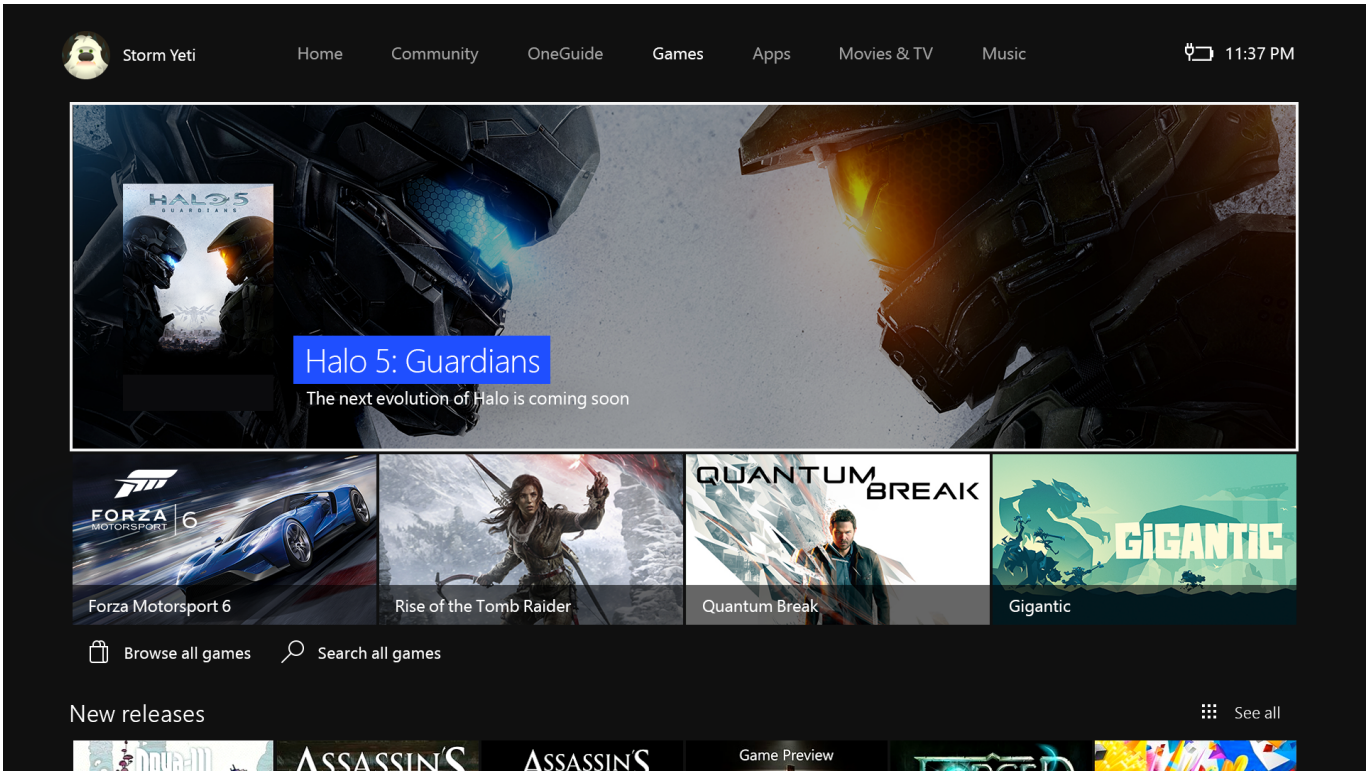 Storm Yeti
Home
Community
OneGuide
Games
Apps
Movies & TV
Music
11:37 PM
HALO 5
GUARDIANS
Halo 5: Guardians
The next evolution of Halo is coming soon
FORZA
MOTORSPORT
6
Forza Motorsport 6
Rise of the Tomb Raider
QUANTUM
BREAK
Quantum Break
GiGANTiC
Gigantic
Browse all games
Search all games
New releases
See all
ASSASSIN'S
ASSASSIN'S
Game Preview